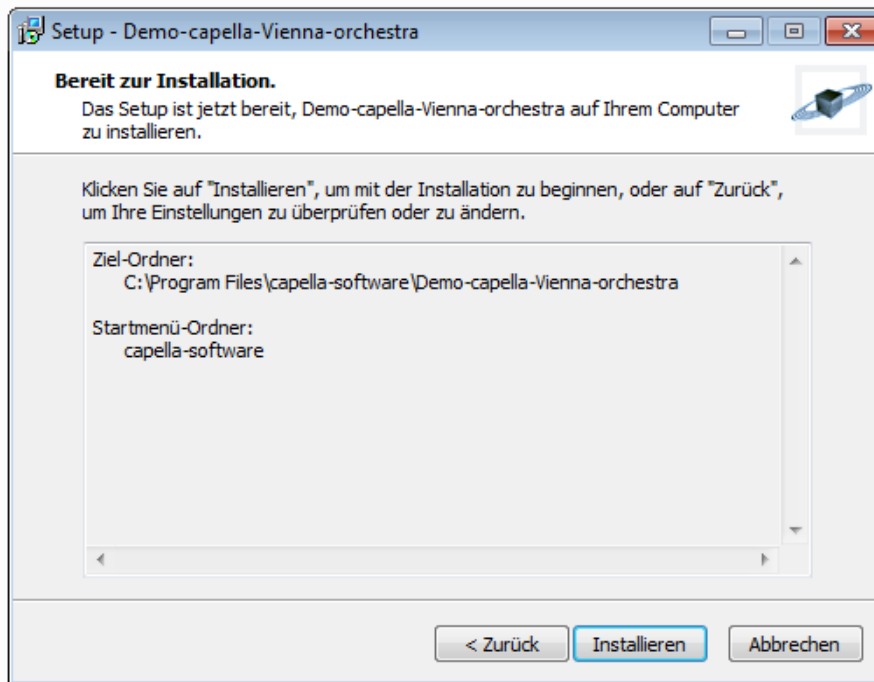 Setup - Demo-capella-Vienna-orchestra
Bereit zur Installation.
Das Setup ist jetzt bereit, Demo-capella-Vienna-orchestra auf Ihrem Computer
zu installieren.
Klicken Sie auf "Installieren", um mit der Installation zu beginnen, oder auf "Zurück",
um Ihre Einstellungen zu überprüfen oder zu ändern.
Ziel-Ordner:
C:\Program Files\capella-software\Demo-capella-Vienna-orchestra
Startmenü-Ordner:
capella-software
< Zurück
Installieren
Abbrechen